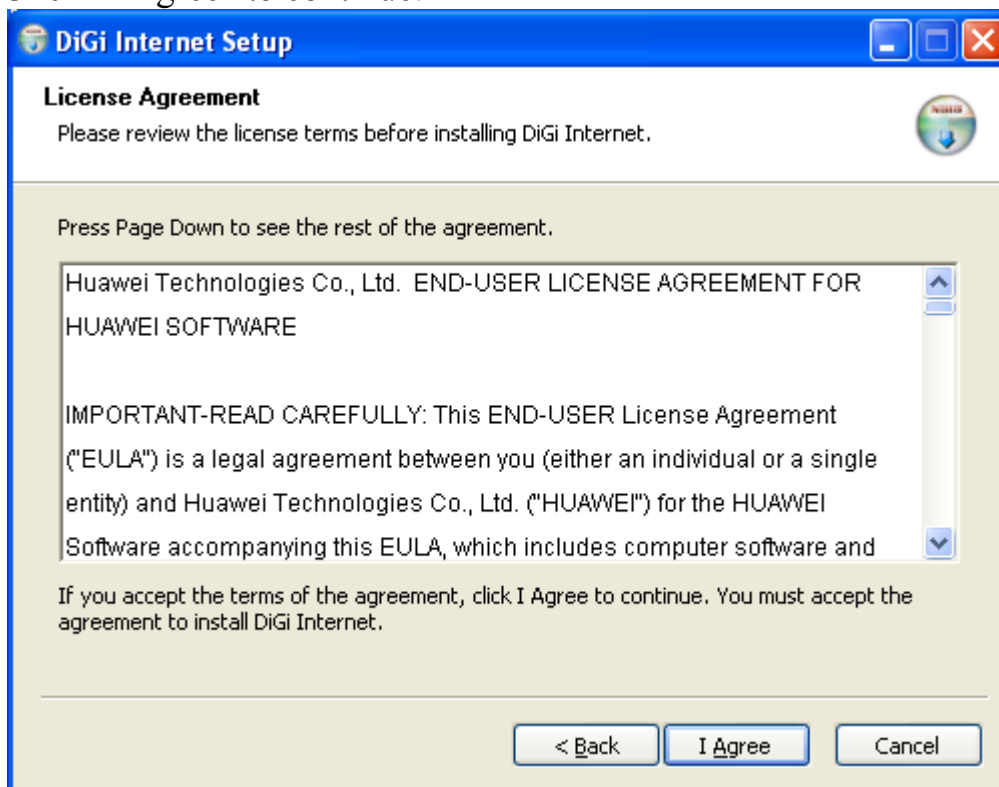 DiGi Internet Setup
License Agreement
Please review the license terms before installing DiGi Internet.
Press Page Down to see the rest of the agreement.
Huawei Technologies Co., Ltd.  END-USER LICENSE AGREEMENT FOR
HUAWEI SOFTWARE
IMPORTANT-READ CAREFULLY: This END-USER License Agreement
("EULA") is a legal agreement between you (either an individual or a single
entity) and Huawei Technologies Co., Ltd. ("HUAWEI") for the HUAWEI
Software accompanying this EULA, which includes computer software and
If you accept the terms of the agreement, click I Agree to continue. You must accept the
agreement to install DiGi Internet.
< Back
I Agree
Cancel